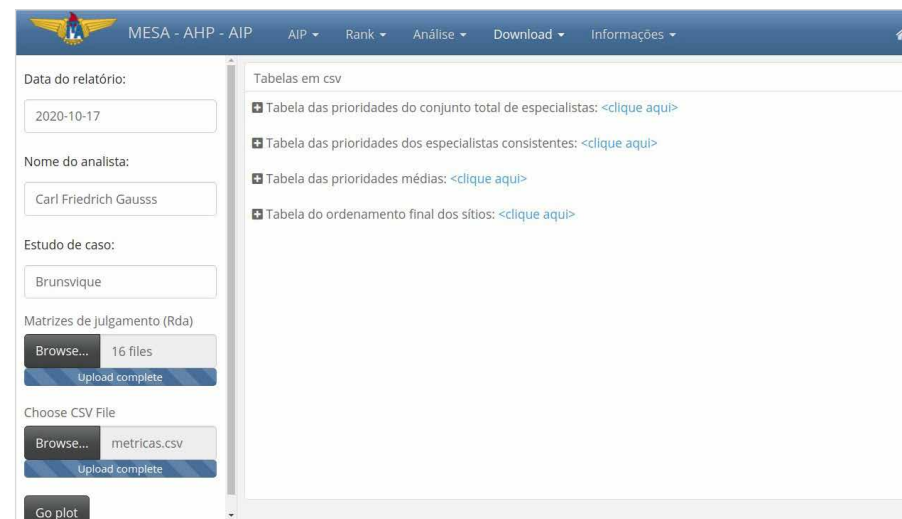 MESA - AHP - AIP AIP Rank Análise Download Informações
Data do relatório:
2020-10-17
Nome do analista:
Carl Friedrich Gausss
Estudo de caso:
Brunsvique
Matrizes de julgamento (Rda)
Browse... 16 files
Upload complete
Choose CSV File
Browse... metricas.csv
Upload complete
Go plot
Tabelas em csv
Tabela das prioridades do conjunto total de especialistas: <clique aqui>
Tabela das prioridades dos especialistas consistentes: <clique aqui>
Tabela das prioridades médias: <clique aqui>
Tabela do ordenamento final dos sítios: <clique aqui>